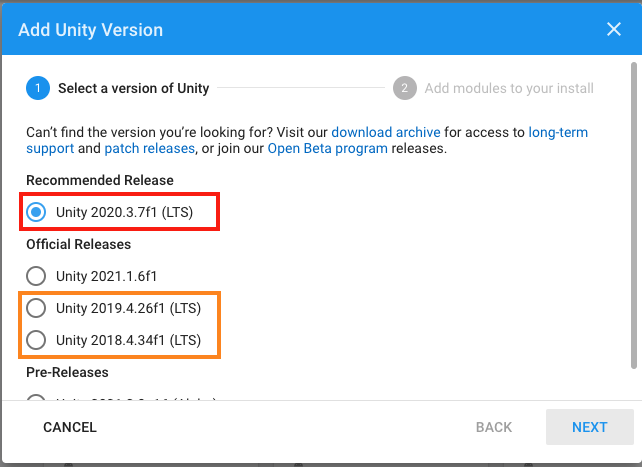 Add Unity Version
1 Select a version of Unity 2 Add modules to your install
Can't find the version you're looking for? Visit our download archive for access to long-term
support and patch releases, or join our Open Beta program releases.
Recommended Release
Unity 2020.3.7f1 (LTS)
Official Releases
Unity 2021.1.6f1
Unity 2019.4.26f1 (LTS)
Unity 2018.4.34f1 (LTS)
Pre-Releases
CANCEL BACK NEXT